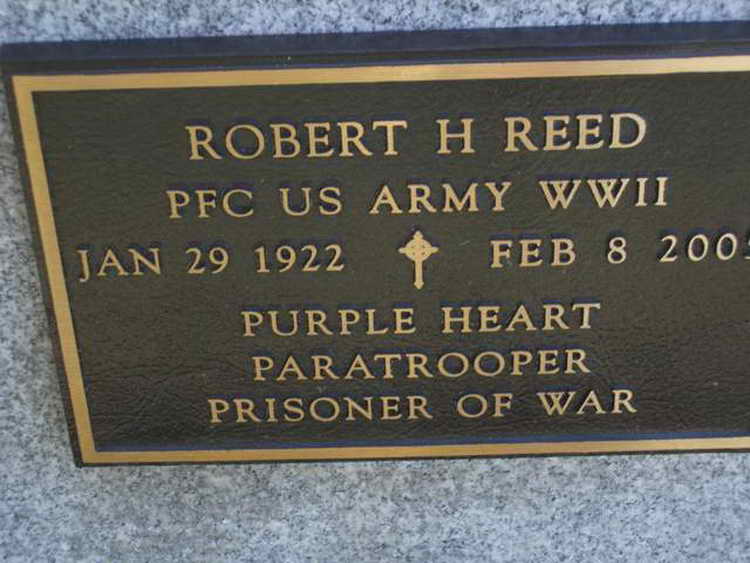 ROBERT H REED
PFC US ARMY WWII
JAN 29 1922 FEB 8
PURPLE HEART
PARATROOPER
PRISONER OF WAR